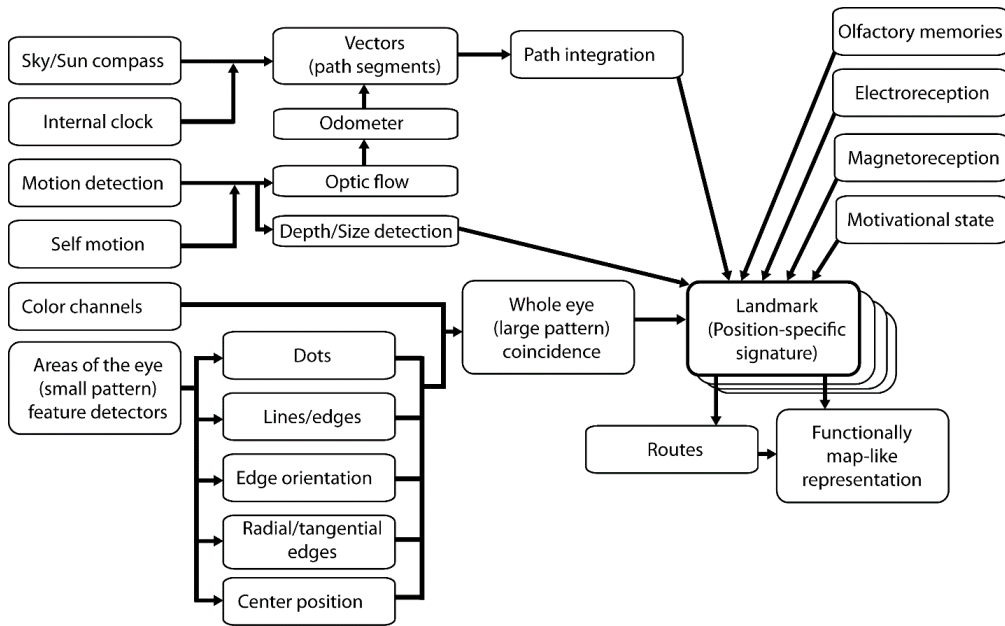 Sky/Sun compass
Internal clock
Motion detection
Self motion
Color channels
Areas of the eye
(small pattern)
feature detectors
Vectors
(path segments)
Odometer
Optic flow
Depth/Size detection
Dots
Lines/edges
Edge orientation
Radial/tangential
edges
Center position
Path integration
Whole eye
(large pattern)
coincidence
Olfactory memories
Electroreception
Magnetoreception
Motivational state
Landmark
(Position-specific
signature)
Routes
Functionally
map-like
representation